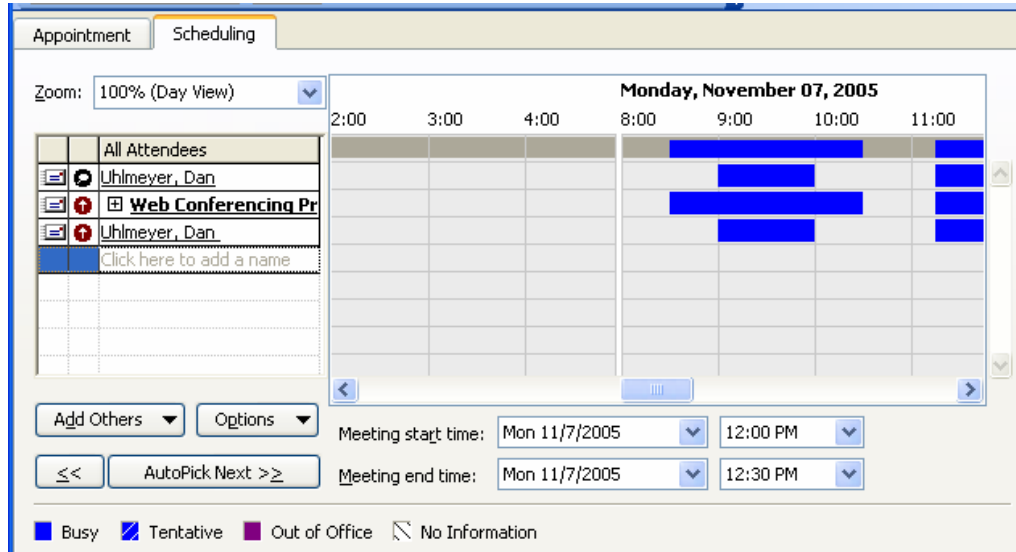 Appointment Scheduling
Zoom: 100% (Day View)
Monday, November 07, 2005
2:00 3:00 4:00 8:00 9:00 10:00 11:00
All Attendees
Uhlmeyer, Dan
Web Conferencing Pr
Uhlmeyer, Dan
Click here to add a name
Add Others Options
Meeting start time: Mon 11/7/2005 12:00 PM
<< AutoPick Next >>
Meeting end time: Mon 11/7/2005 12:30 PM
Busy Tentative Out of Office No Information